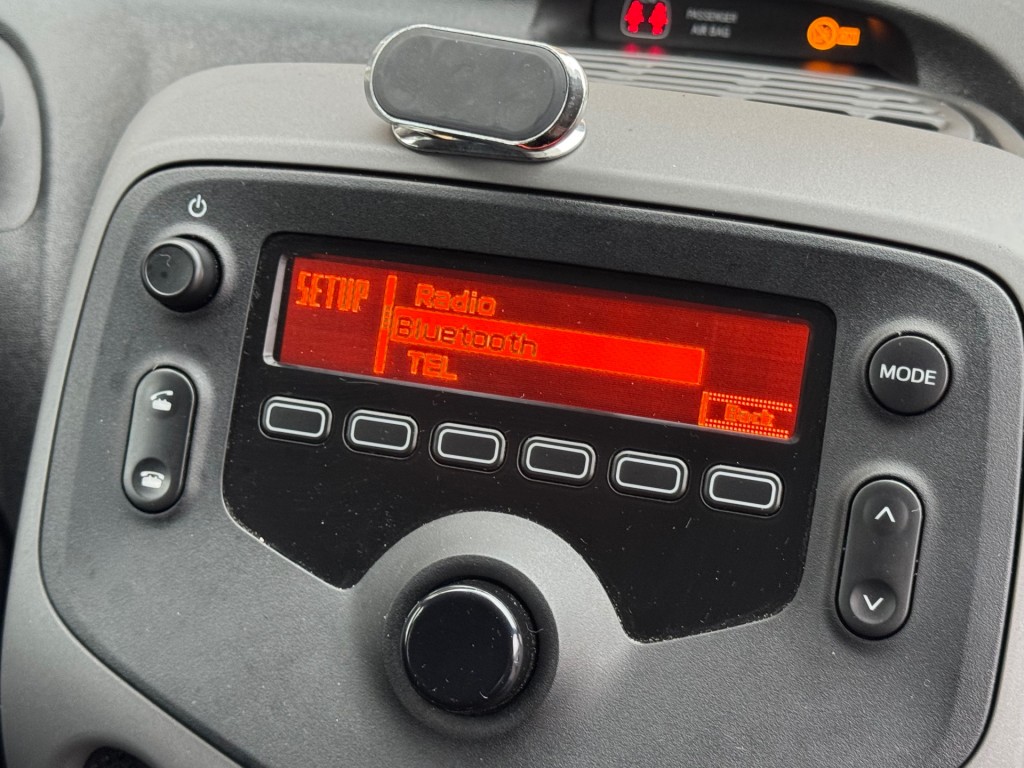 PASSENGER
AIR BAG
SETUP
Radio
Bluetooth
TEL
Back
MODE